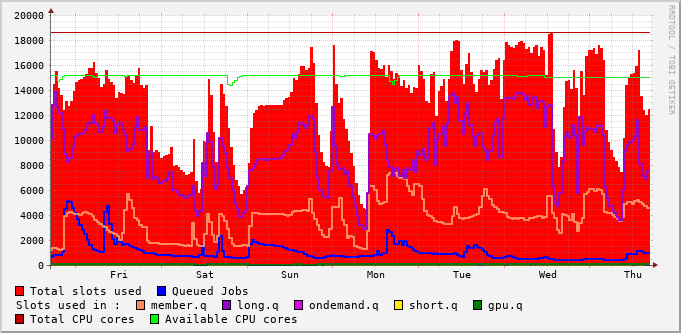 20000
18000
16000
14000
12000
10000
8000
6000
4000
2000
0
Fri Sat Sun Mon Tue Wed Thu
RRDTOOL / TOBI OETIKER
Total slots used Queued Jobs
Slots used in : member.q long.q ondemand.q short.q gpu.q
Total CPU cores Available CPU cores